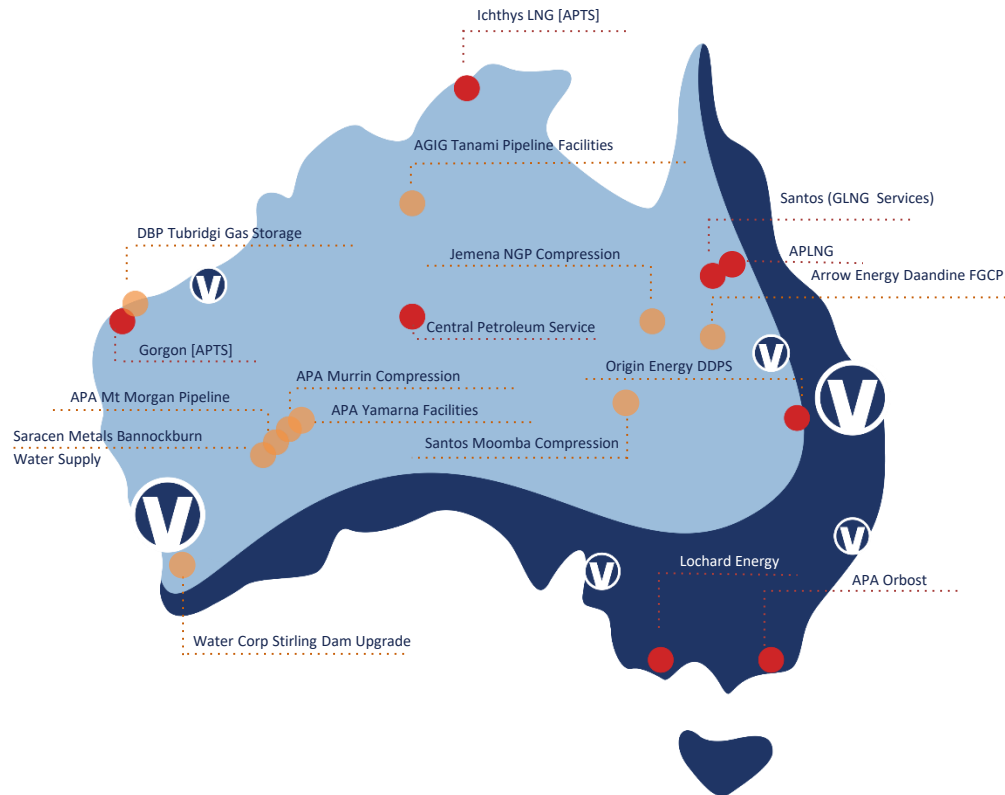 Ichthys LNG [APTS]
AGIG Tanami Pipeline Facilities
Santos (GLNG Services)
DBP Tubridgi Gas Storage
Jemena NGP Compression
APLNG
Arrow Energy Daandine FGCP
V
Central Petroleum Service
Gorgon [APTS]
V
Origin Energy DDPS
V
APA Murrin Compression
APA Mt Morgan Pipeline
APA Yamarna Facilities
Saracen Metals Bannockburn
Water Supply
Santos Moomba Compression
V
V
V
Lochard Energy
APA Orbost
Water Corp Stirling Dam Upgrade